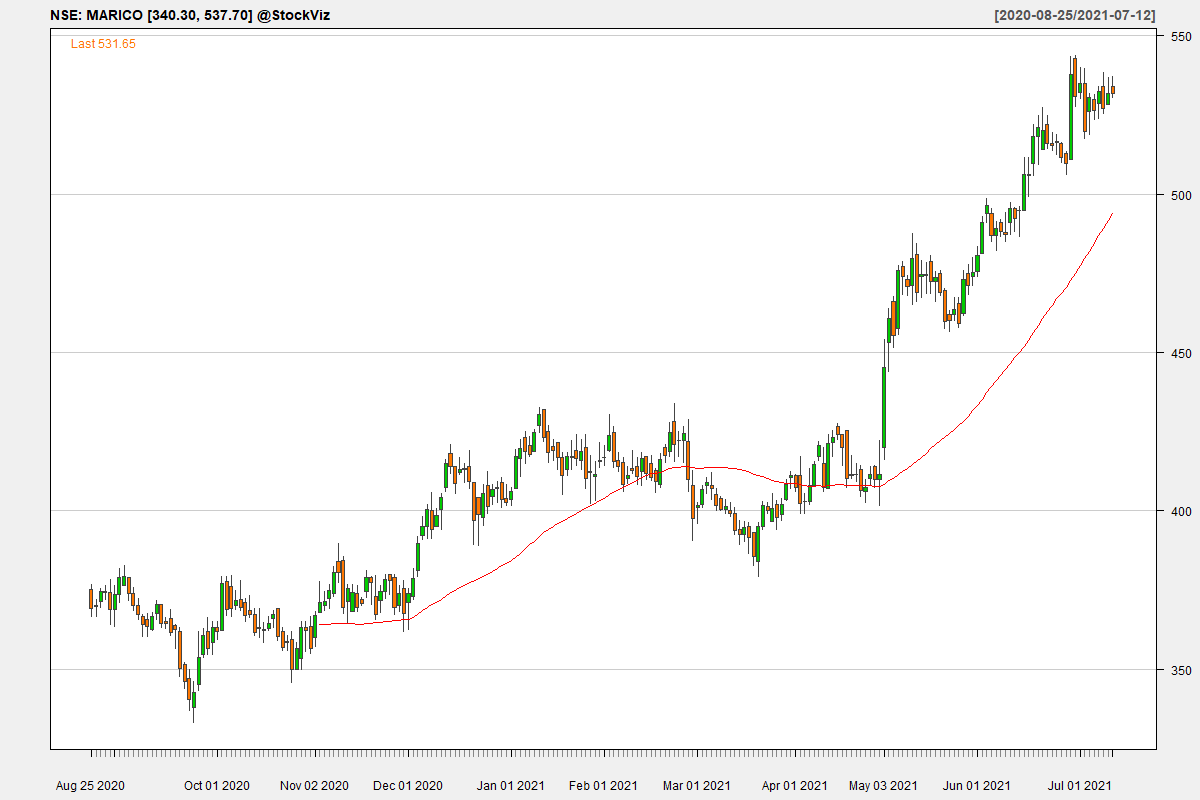 NSE: MARICO [340.30, 537.70] @StockViz
[2020-08-25/2021-07-12]
Last 531.65
550
500
450
400
350
Aug 25 2020
Oct 01 2020
Nov 02 2020
Dec 01 2020
Jan 01 2021
Feb 01 2021
Mar 01 2021
Apr 01 2021
May 03 2021
Jun 01 2021
Jul 01 2021